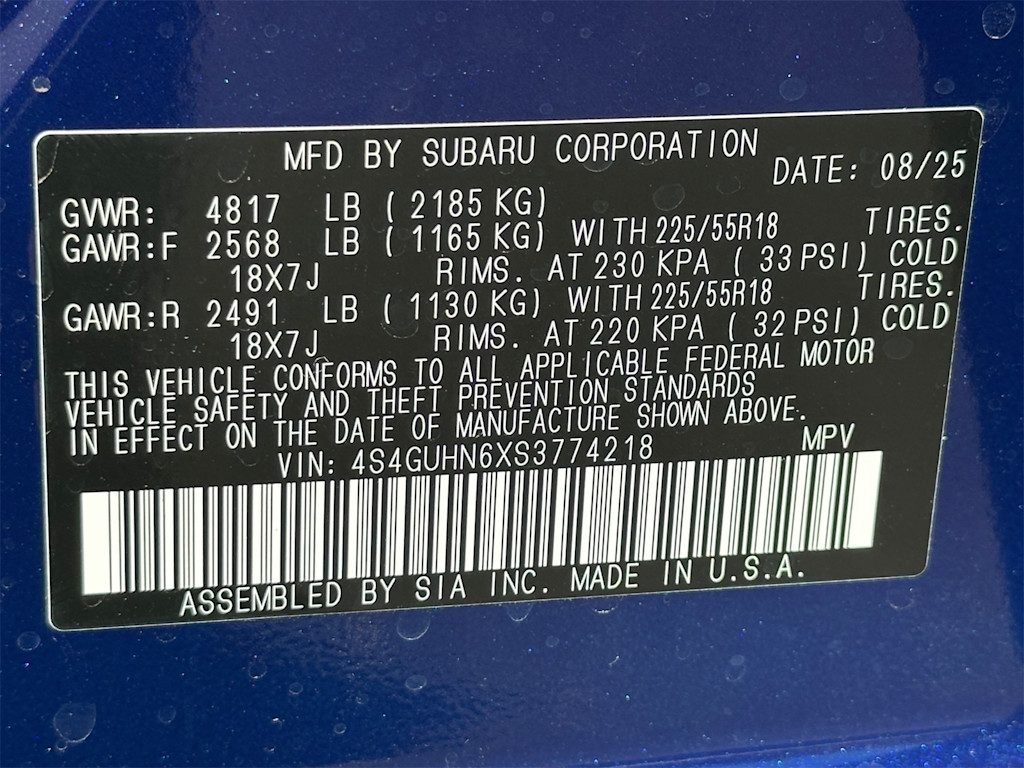 MFD BY SUBARU CORPORATION
DATE: 08/25
GVWR: 4817 LB ( 2185 KG)
GAWR:F 2568 LB ( 1165 KG) WITH 225/55R18 TIRES.
18X7J RIMS. AT 230 KPA ( 33 PSI) COLD
GAWR:R 2491 LB ( 1130 KG) WITH 225/55R18 TIRES.
18X7J RIMS. AT 220 KPA ( 32 PSI) COLD
THIS VEHICLE CONFORMS TO ALL APPLICABLE FEDERAL MOTOR
VEHICLE SAFETY AND THEFT PREVENTION STANDARDS
IN EFFECT ON THE DATE OF MANUFACTURE SHOWN ABOVE.
VIN: 4S4GUHN6XS3774218 MPV
ASSEMBLED BY SIA INC. MADE IN U.S.A.